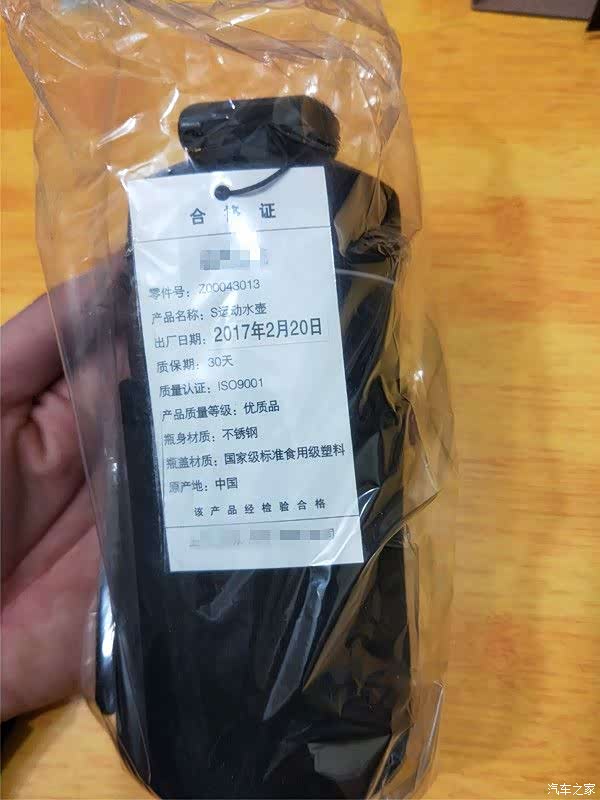 合格证
零件号：Z00043013
产品名称：S运动水壶
出厂日期：2017年2月20日
质保期：30天
质量认证：ISO9001
产品质量等级：优质品
瓶身材质：不锈钢
瓶盖材质：国家级标准食用级塑料
原产地：中国
该产品经检验合格
汽车之家